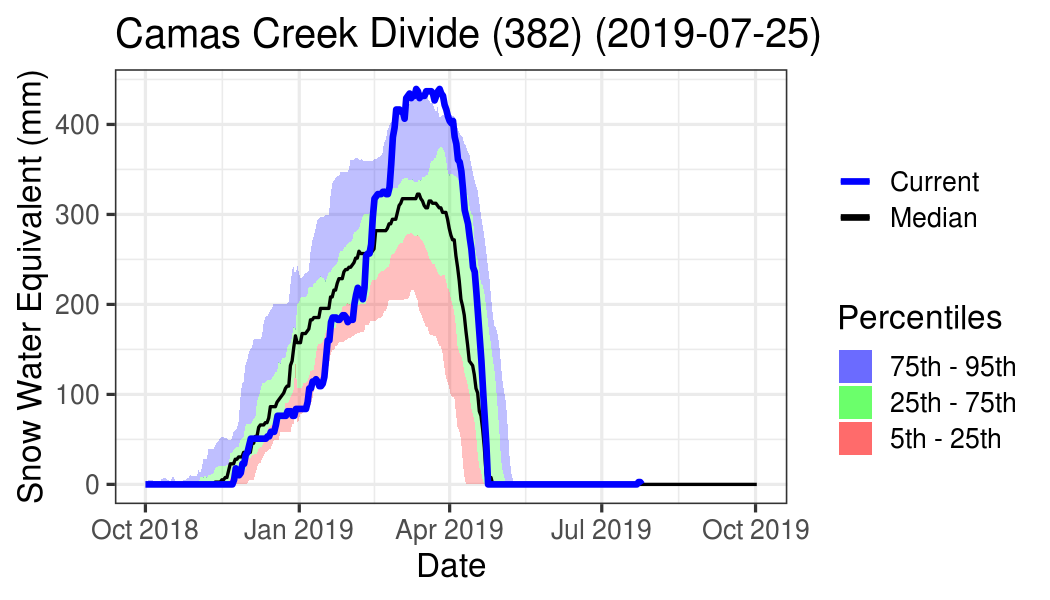 Camas Creek Divide (382) (2019-07-25)
Snow Water Equivalent (mm)
400
300
200
100
0
Oct 2018 Jan 2019 Apr 2019 Jul 2019 Oct 2019
Date
Current
Median
Percentiles
75th - 95th
25th - 75th
5th - 25th